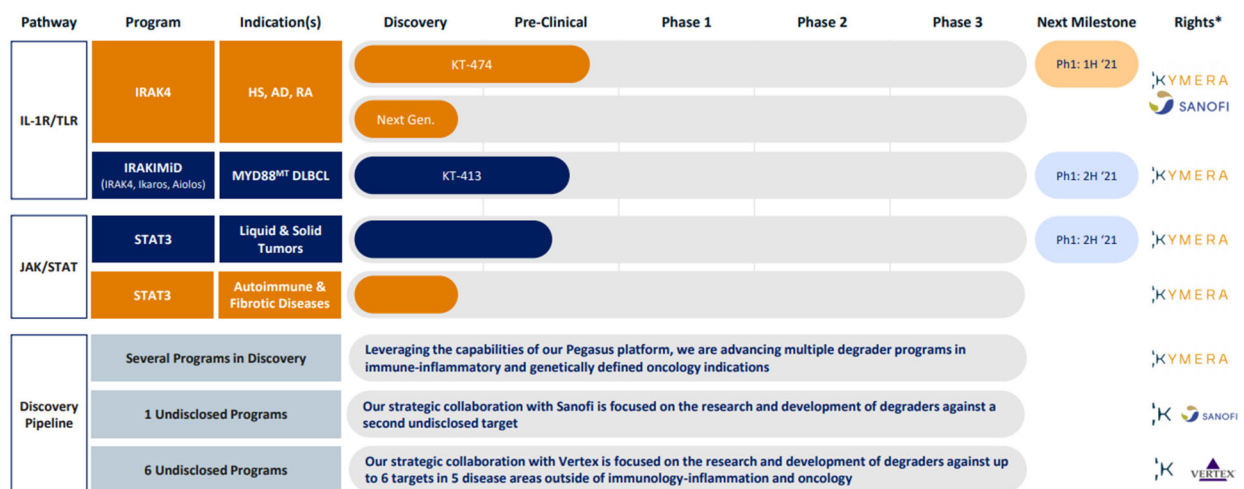 Pathway Program Indication(s) Discovery Pre-Clinical Phase 1 Phase 2 Phase 3 Next Milestone Rights*
IL-1R/TLR
IRAK4
HS, AD, RA
KT-474
Ph1: 1H '21
KYMERA
SANOFI
Next Gen.
IRAKIMiD
(IRAK4, Ikaros, Aiolos)
MYD88ᴹᵀ DLBCL
KT-413
Ph1: 2H '21
KYMERA
JAK/STAT
STAT3
Liquid & Solid
Tumors
Ph1: 2H '21
KYMERA
STAT3
Autoimmune &
Fibrotic Diseases
KYMERA
Discovery
Pipeline
Several Programs in Discovery
Leveraging the capabilities of our Pegasus platform, we are advancing multiple degrader programs in
immune-inflammatory and genetically defined oncology indications
KYMERA
1 Undisclosed Programs
Our strategic collaboration with Sanofi is focused on the research and development of degraders against a
second undisclosed target
K SANOFI
6 Undisclosed Programs
Our strategic collaboration with Vertex is focused on the research and development of degraders against up
to 6 targets in 5 disease areas outside of immunology-inflammation and oncology
K VERTEX